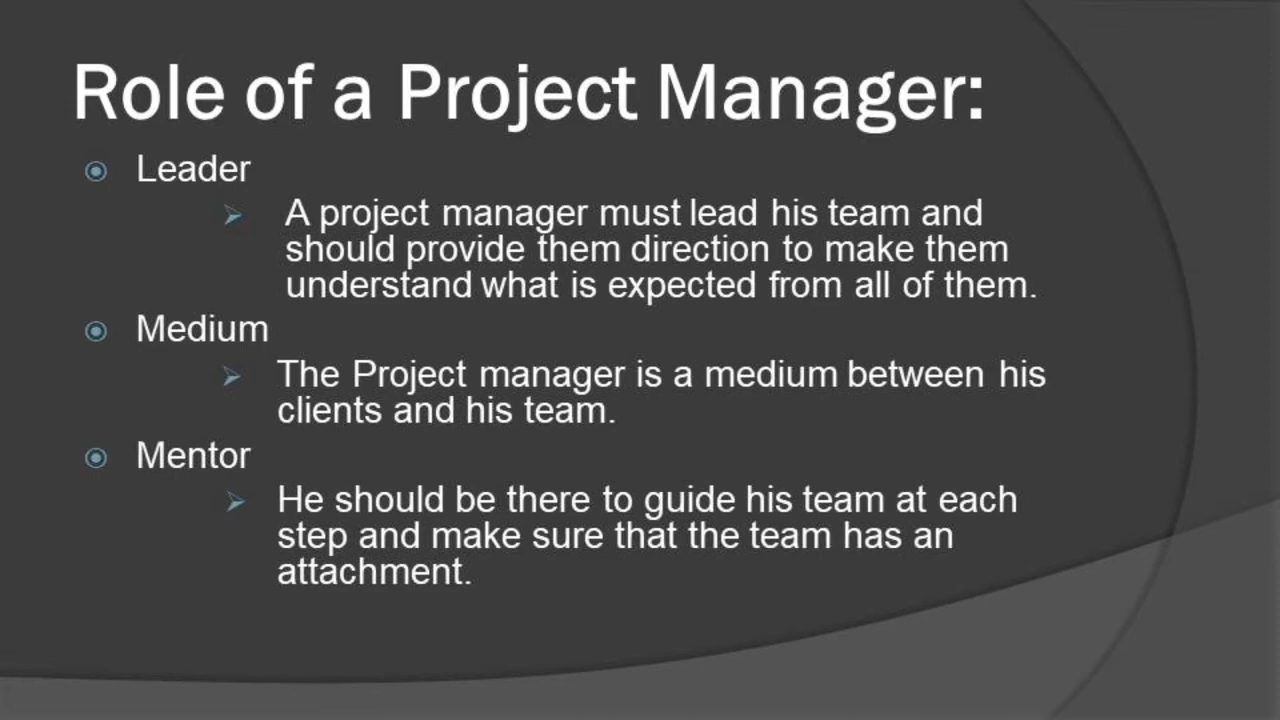 Role of a Project Manager:
Leader
A project manager must lead his team and
should provide them direction to make them
understand what is expected from all of them.
Medium
The Project manager is a medium between his
clients and his team.
Mentor
He should be there to guide his team at each
step and make sure that the team has an
attachment.